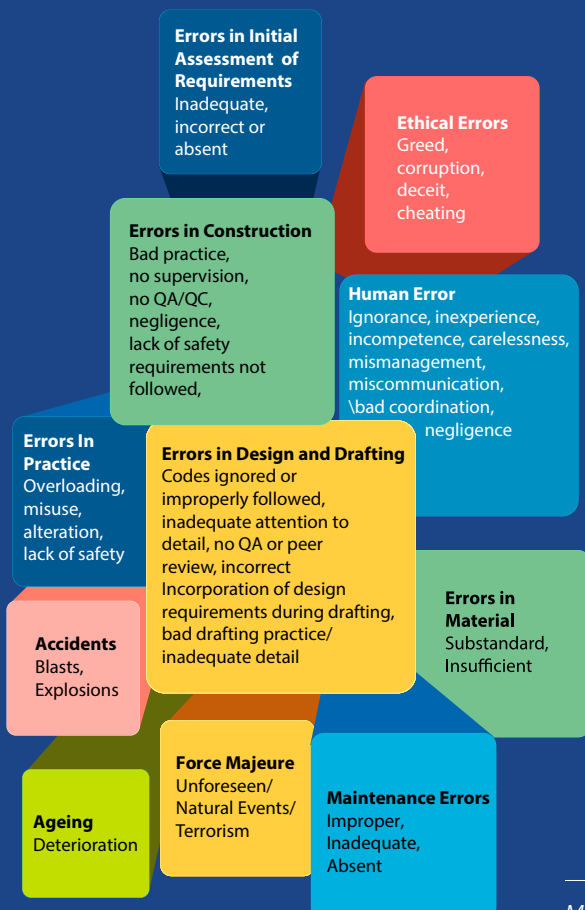 Errors in Initial
Assessment of
Requirements
Inadequate,
incorrect or
absent
Ethical Errors
Greed,
corruption,
deceit,
cheating
Errors in Construction
Bad practice,
no supervision,
no QA/QC,
negligence,
lack of safety
requirements not
followed,
Human Error
Ignorance, inexperience,
incompetence, carelessness,
mismanagement,
miscommunication,
\bad coordination,
negligence
Errors In
Practice
Overloading,
misuse,
alteration,
lack of safety
Errors in Design and Drafting
Codes ignored or
improperly followed,
inadequate attention to
detail, no QA or peer
review, incorrect
Incorporation of design
requirements during drafting,
bad drafting practice/
inadequate detail
Errors in
Material
Substandard,
Insufficient
Accidents
Blasts,
Explosions
Force Majeure
Unforeseen/
Natural Events/
Terrorism
Maintenance Errors
Improper,
Inadequate,
Absent
Ageing
Deterioration